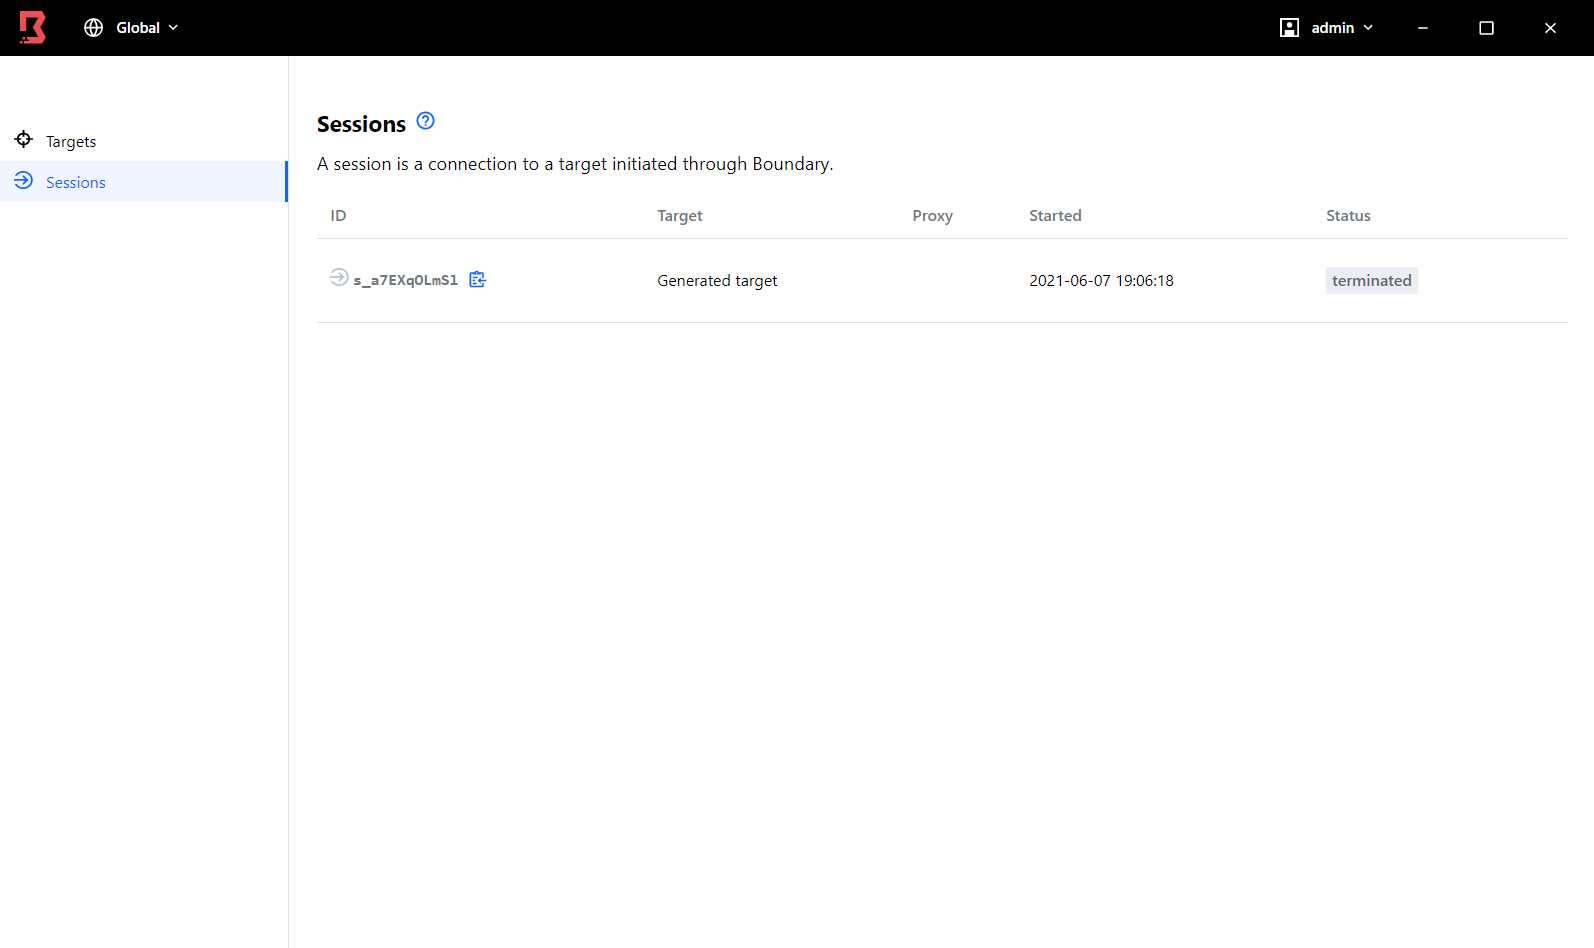 Global
admin
Targets
Sessions
Sessions
A session is a connection to a target initiated through Boundary.
ID Target Proxy Started Status
s_a7EXqOLmSl Generated target 2021-06-07 19:06:18 terminated